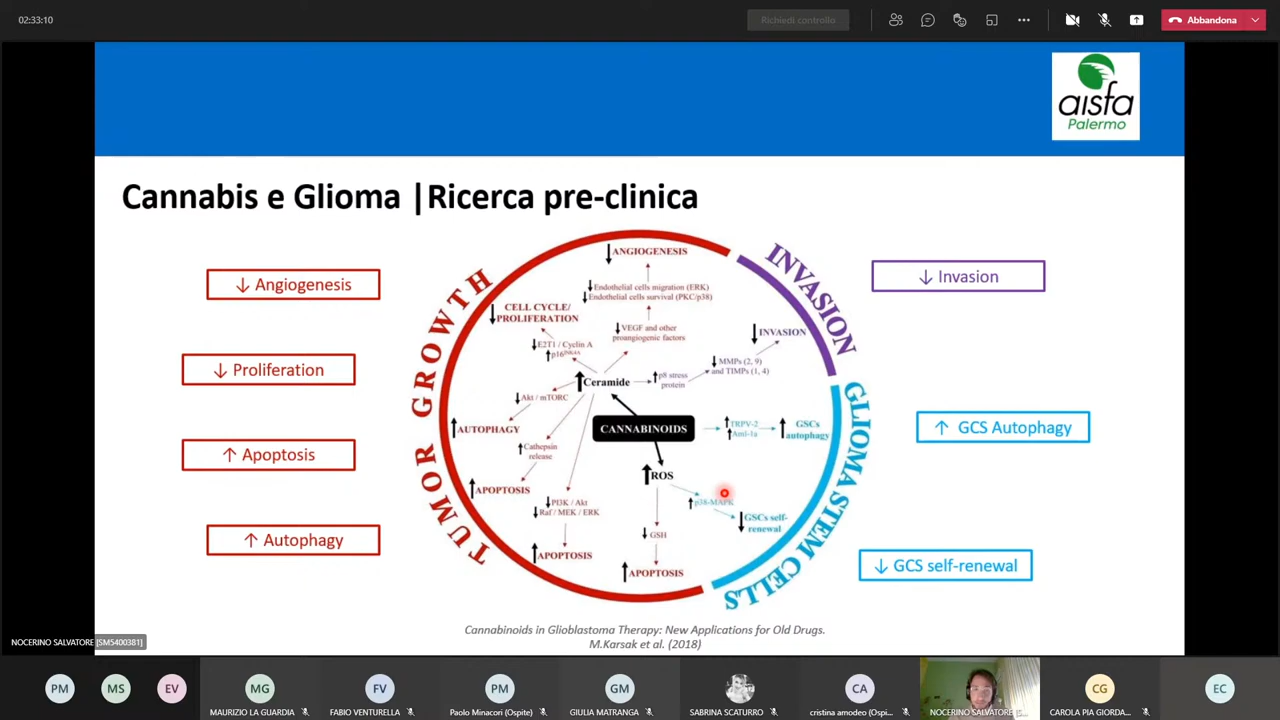 02:33:10
Richiedi controllo
Abbandona
aisfa
Palermo
Cannabis e Glioma |Ricerca pre-clinica
↓ Angiogenesis
↓ Proliferation
↑ Apoptosis
↑ Autophagy
TUMOR GROWTH
INVASION
GLIOMA STEM CELLS
↓ANGIOGENESIS
↓Endothelial cells migration (ERK)
↓Endothelial cells survival (PKC/p38)
↓CELL CYCLE/
PROLIFERATION
↓VEGF and other
proangiogenic factors
↓E2T1 / Cyclin A
↑p16INK4A
↑Ceramide
↑p8 stress
protein
↓MMPs (2, 9)
and TIMPs (1, 4)
↓INVASION
↓Akt / mTORC
↑AUTOPHAGY
CANNABINOIDS
↑TRPV-2
↑Aml-1a
↑GSCs
autophagy
↑Cathepsin
release
↑APOPTOSIS
↑ROS
↑p38-MAPK
↓GSCs self-
renewal
↓PI3K / Akt
↓Raf / MEK / ERK
↓GSH
↑APOPTOSIS
↑APOPTOSIS
↓ Invasion
↑ GCS Autophagy
↓ GCS self-renewal
Cannabinoids in Glioblastoma Therapy: New Applications for Old Drugs.
M.Karsak et al. (2018)
NOCERINO SALVATORE [SM5400381]
PM
MS
EV
MG
MAURIZIO LA GUARDIA
FV
FABIO VENTURELLA
PM
Paolo Minacori (Ospite)
GM
GIULIA MATRANGA
SABRINA SCATURRO
CA
cristina amodeo (Ospi...
NOCERINO SALVATORE [S...
CG
CAROLA PIA GIORDA...
EC